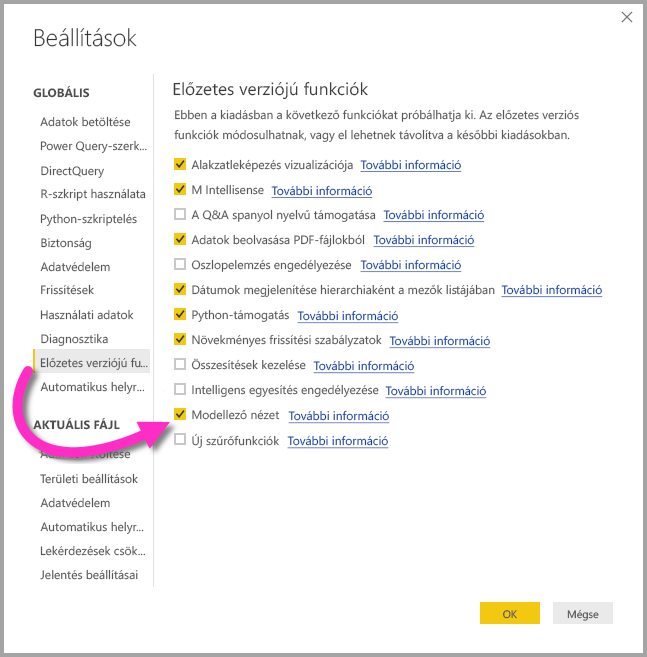 Beállítások
GLOBÁLIS
Adatok betöltése
Power Query-szerk...
DirectQuery
R-szkript használata
Python-szkriptelés
Biztonság
Adatvédelem
Frissítések
Használati adatok
Diagnosztika
Előzetes verziójú fu...
Automatikus helyr...
AKTUÁLIS FÁJL
Adatok betöltése
Területi beállítások
Adatvédelem
Automatikus helyr...
Lekérdezések csök...
Jelentés beállításai
Előzetes verziójú funkciók
Ebben a kiadásban a következő funkciókat próbálhatja ki. Az előzetes verziós
funkciók módosulhatnak, vagy el lehetnek távolítva a későbbi kiadásokban.
Alakzatleképezés vizualizációja További információ
M Intellisense További információ
A Q&A spanyol nyelvű támogatása További információ
Adatok beolvasása PDF-fájlokból További információ
Oszlopelemzés engedélyezése További információ
Dátumok megjelenítése hierarchiaként a mezők listájában További információ
Python-támogatás További információ
Növekményes frissítési szabályzatok További információ
Összesítések kezelése További információ
Intelligens egyesítés engedélyezése További információ
Modellező nézet További információ
Új szűrőfunkciók További információ
OK
Mégse